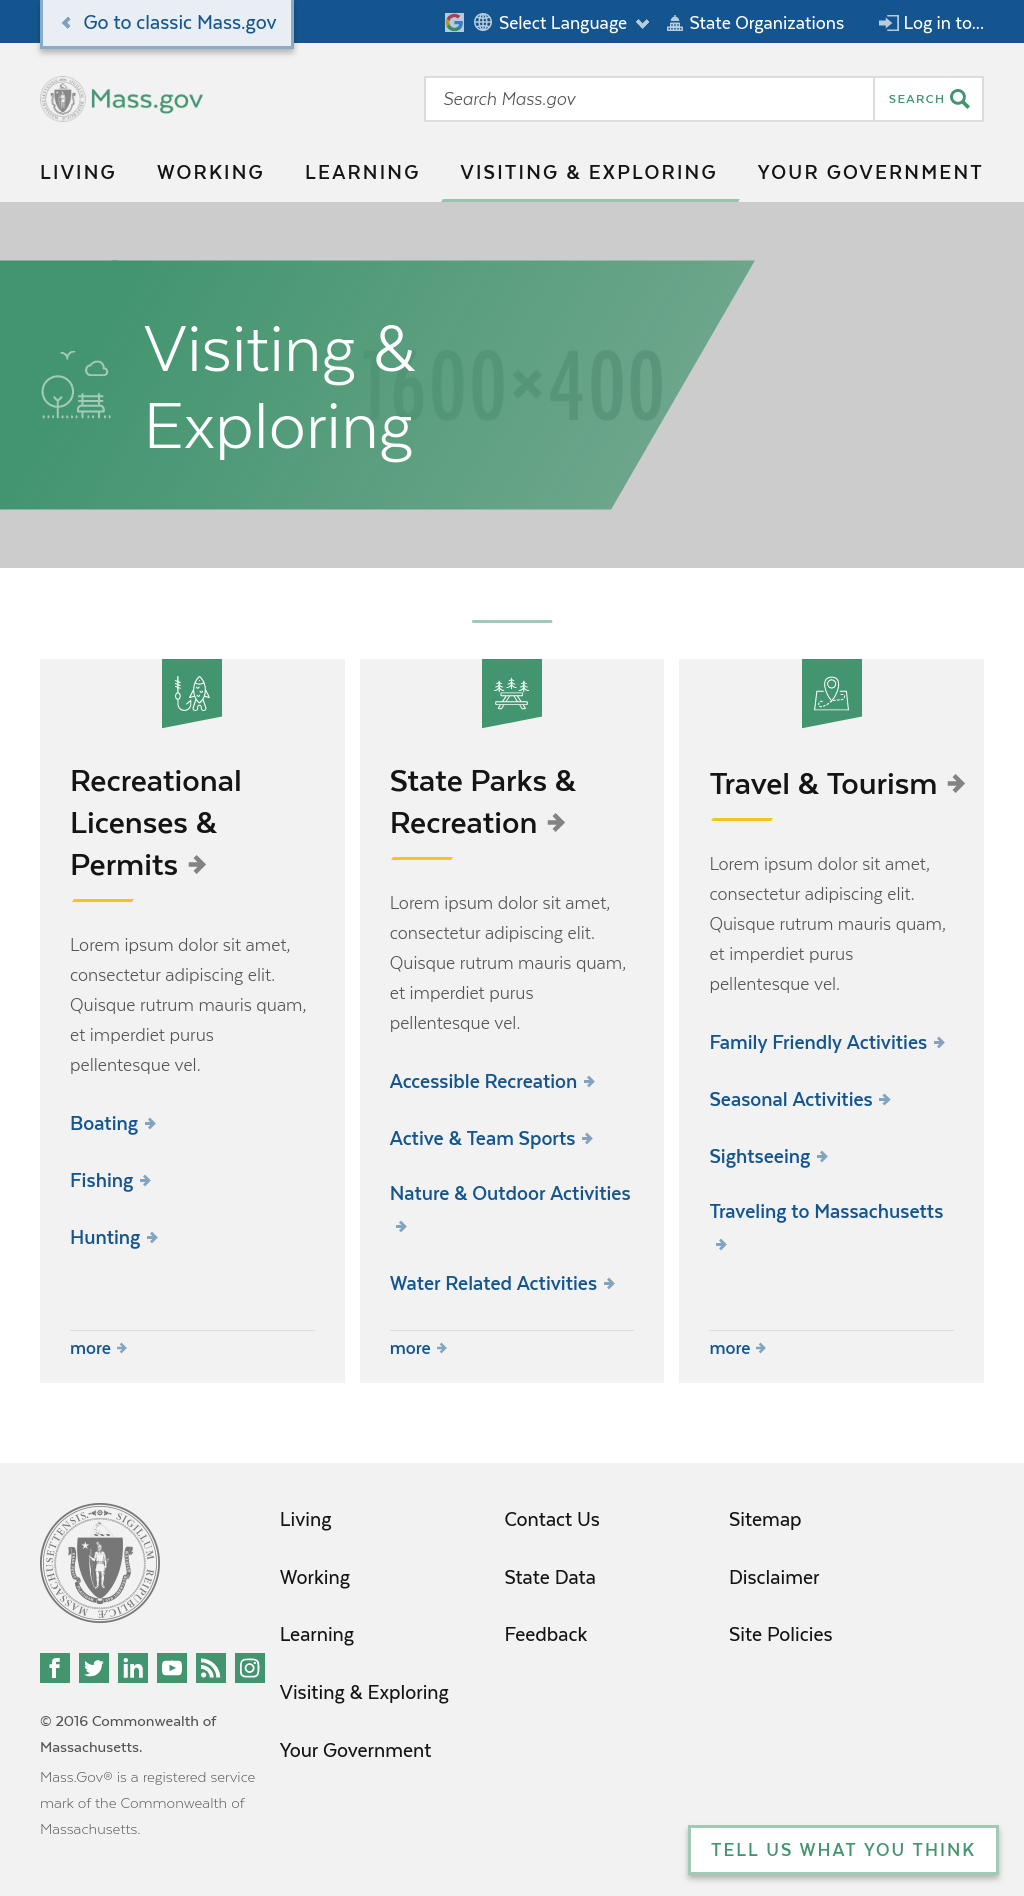 Go to classic Mass.gov
Select Language
State Organizations
Log in to...
Mass.gov
Search Mass.gov
SEARCH
LIVING
WORKING
LEARNING
VISITING & EXPLORING
YOUR GOVERNMENT
Visiting &
Exploring
1600×400
Recreational
Licenses &
Permits
Lorem ipsum dolor sit amet,
consectetur adipiscing elit.
Quisque rutrum mauris quam,
et imperdiet purus
pellentesque vel.
Boating
Fishing
Hunting
more
State Parks &
Recreation
Lorem ipsum dolor sit amet,
consectetur adipiscing elit.
Quisque rutrum mauris quam,
et imperdiet purus
pellentesque vel.
Accessible Recreation
Active & Team Sports
Nature & Outdoor Activities
Water Related Activities
more
Travel & Tourism
Lorem ipsum dolor sit amet,
consectetur adipiscing elit.
Quisque rutrum mauris quam,
et imperdiet purus
pellentesque vel.
Family Friendly Activities
Seasonal Activities
Sightseeing
Traveling to Massachusetts
more
SIGILLUM REIPUBLICÆ MASSACHUSETTENSIS
© 2016 Commonwealth of
Massachusetts.
Mass.Gov® is a registered service
mark of the Commonwealth of
Massachusetts.
Living
Working
Learning
Visiting & Exploring
Your Government
Contact Us
State Data
Feedback
Sitemap
Disclaimer
Site Policies
TELL US WHAT YOU THINK